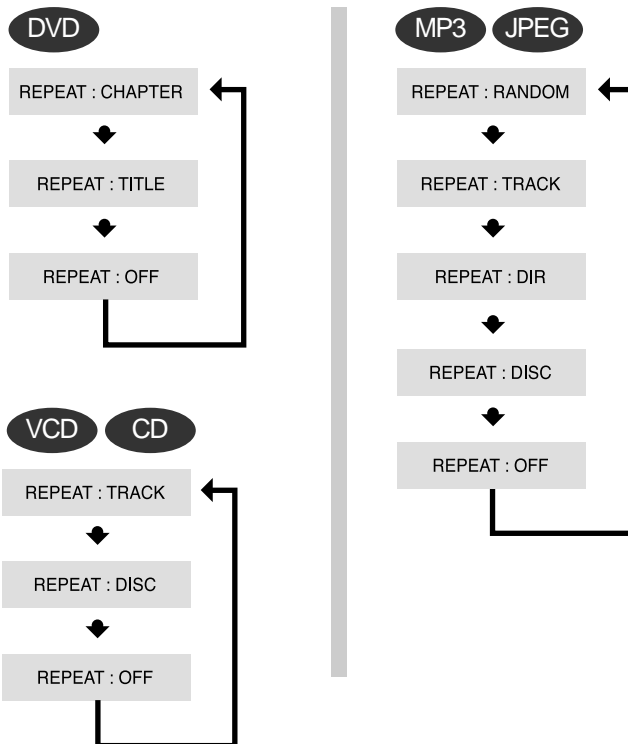 DVD
REPEAT : CHAPTER
REPEAT : TITLE
REPEAT : OFF
VCD CD
REPEAT : TRACK
REPEAT : DISC
REPEAT : OFF
MP3 JPEG
REPEAT : RANDOM
REPEAT : TRACK
REPEAT : DIR
REPEAT : DISC
REPEAT : OFF